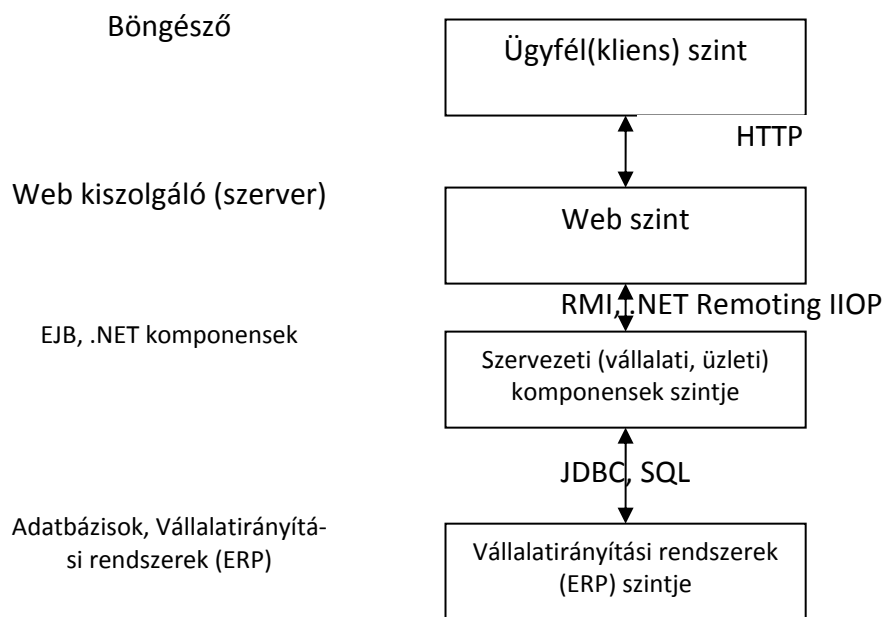 Böngésző
Ügyfél(kliens) szint
HTTP
Web kiszolgáló (szerver)
Web szint
RMI, .NET Remoting IIOP
EJB, .NET komponensek
Szervezeti (vállalati, üzleti)
komponensek szintje
JDBC, SQL
Adatbázisok, Vállalatirányítá-
si rendszerek (ERP)
Vállalatirányítási rendszerek
(ERP) szintje